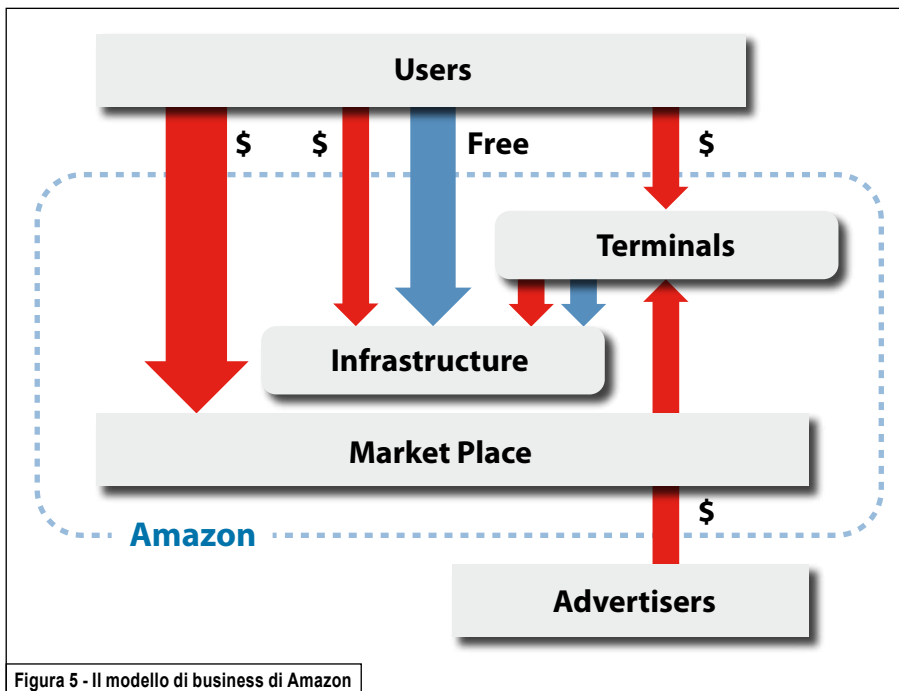 Users
$
$
Free
$
Terminals
Infrastructure
Market Place
$
Amazon
Advertisers
Figura 5 - Il modello di business di Amazon